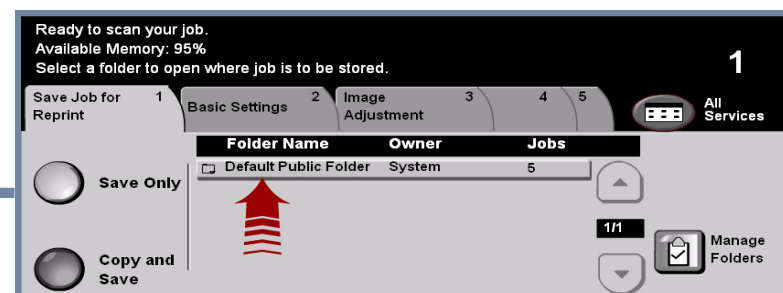 Ready to scan your job.
Available Memory: 95%
Select a folder to open where job is to be stored.
1
Save Job for Reprint 1
Basic Settings 2
Image Adjustment 3
4
5
All Services
Folder Name Owner Jobs
Default Public Folder System 5
Save Only
1/1
Manage Folders
Copy and Save